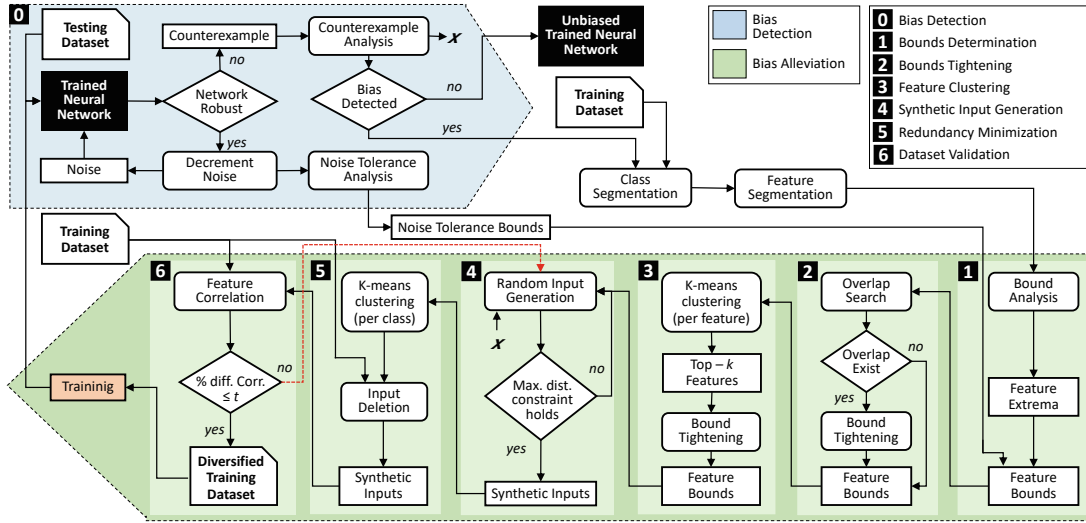 0
Testing
Dataset
Counterexample
Counterexample
Analysis
X
Unbiased
Trained Neural
Network
Bias
Detection
Bias Alleviation
0 Bias Detection
1 Bounds Determination
2 Bounds Tightening
3 Feature Clustering
4 Synthetic Input Generation
5 Redundancy Minimization
6 Dataset Validation
no
Trained
Neural
Network
Network
Robust
Bias
Detected
no
yes
yes
Training
Dataset
Noise
Decrement
Noise
Noise Tolerance
Analysis
Class
Segmentation
Feature
Segmentation
Training
Dataset
Noise Tolerance Bounds
6
Feature
Correlation
% diff. Corr.
≤ t
no
yes
Diversified
Training
Dataset
Traininig
5
K-means
clustering
(per class)
Input
Deletion
Synthetic
Inputs
4
Random Input
Generation
X
Max. dist.
constraint
holds
no
yes
Synthetic Inputs
3
K-means
clustering
(per feature)
Top – k
Features
Bound
Tightening
Feature
Bounds
2
Overlap
Search
Overlap
Exist
no
yes
Bound
Tightening
Feature
Bounds
1
Bound
Analysis
Feature
Extrema
Feature
Bounds